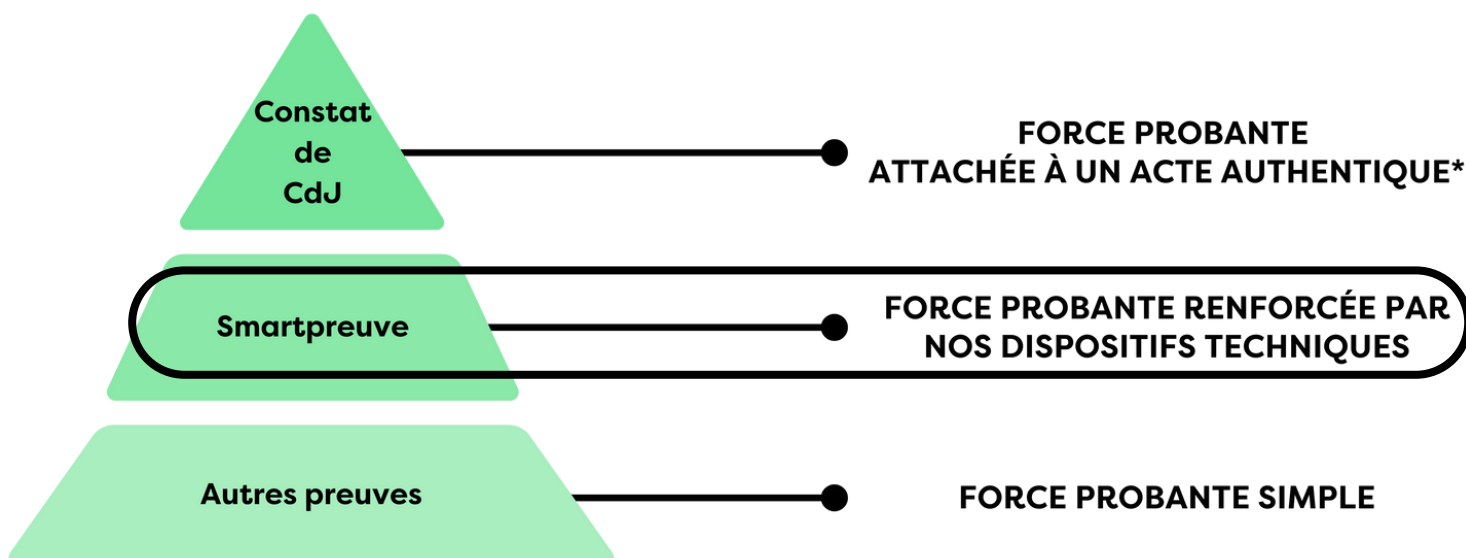 Constat
de
CdJ
FORCE PROBANTE
ATTACHÉE À UN ACTE AUTHENTIQUE*
Smartpreuve
FORCE PROBANTE RENFORCÉE PAR
NOS DISPOSITIFS TECHNIQUES
Autres preuves
FORCE PROBANTE SIMPLE